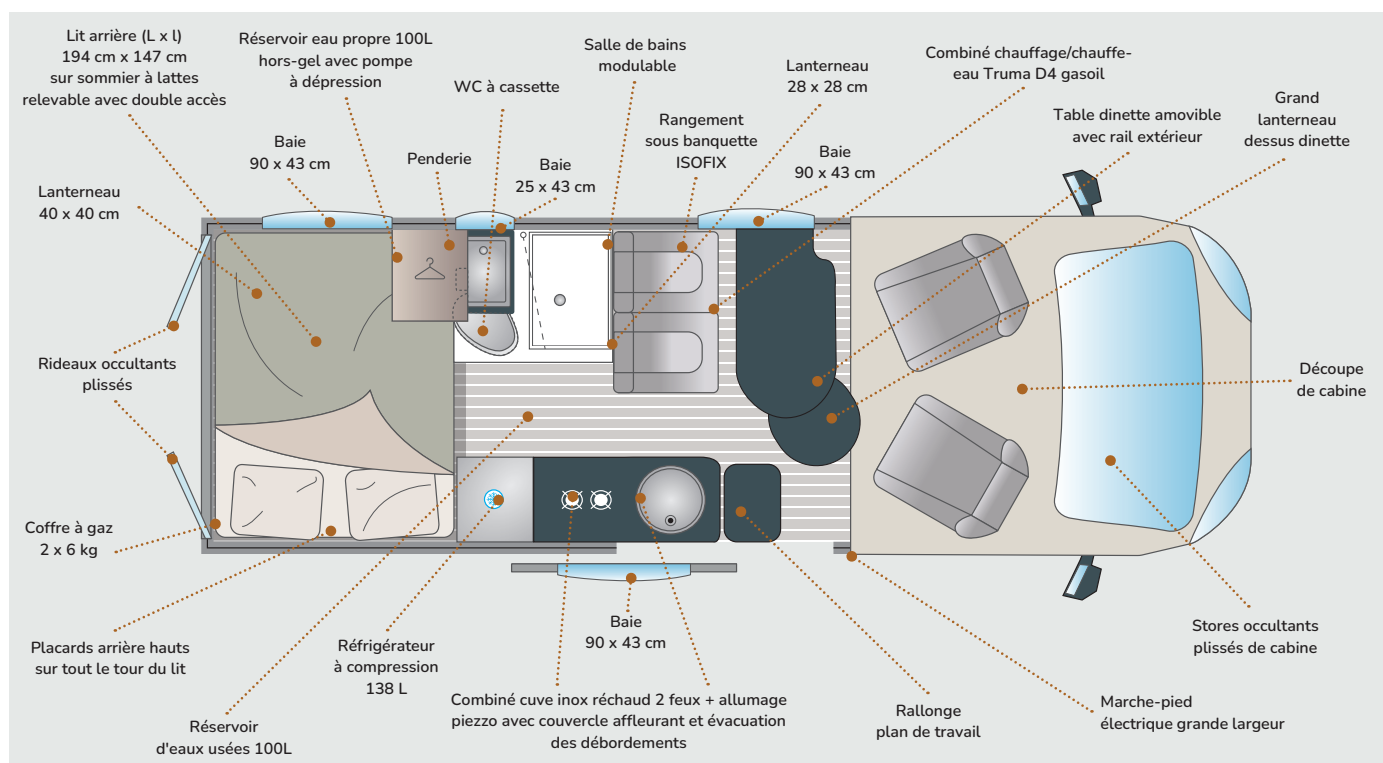 Lit arrière (L x l)
194 cm x 147 cm
sur sommier à lattes
relevable avec double accès
Réservoir eau propre 100L
hors-gel avec pompe
à dépression
WC à cassette
Salle de bains
modulable
Lanterneau
28 x 28 cm
Combiné chauffage/chauffe-
eau Truma D4 gasoil
Grand
lanterneau
dessus dinette
Table dinette amovible
avec rail extérieur
Rangement
sous banquette
ISOFIX
Baie
90 x 43 cm
Penderie
Baie
25 x 43 cm
Baie
90 x 43 cm
Lanterneau
40 x 40 cm
Rideaux occultants
plissés
Découpe
de cabine
Coffre à gaz
2 x 6 kg
Placards arrière hauts
sur tout le tour du lit
Réservoir
d'eaux usées 100L
Réfrigérateur
à compression
138 L
Baie
90 x 43 cm
Combiné cuve inox réchaud 2 feux + allumage
piezzo avec couvercle affleurant et évacuation
des débordements
Rallonge
plan de travail
Marche-pied
électrique grande largeur
Stores occultants
plissés de cabine